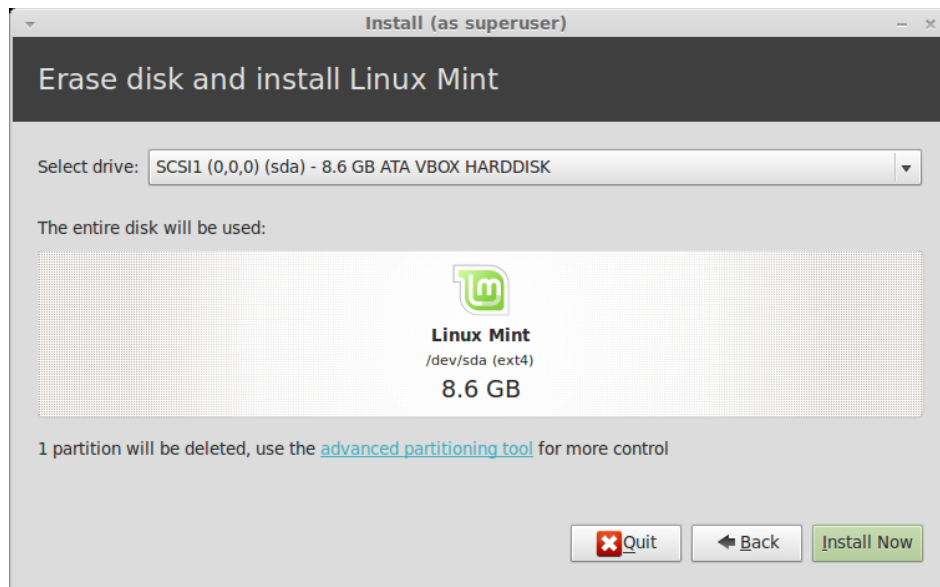 Install (as superuser)
Erase disk and install Linux Mint
Select drive: SCSI1 (0,0,0) (sda) - 8.6 GB ATA VBOX HARDDISK
The entire disk will be used:
lm
Linux Mint
/dev/sda (ext4)
8.6 GB
1 partition will be deleted, use the advanced partitioning tool for more control
Quit Back Install Now